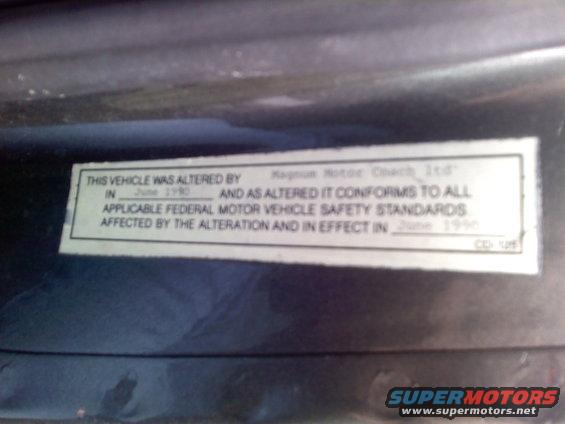 THIS VEHICLE WAS ALTERED BY Magnum Motor Coach ltd
IN June 1990 AND AS ALTERED IT CONFORMS TO ALL
APPLICABLE FEDERAL MOTOR VEHICLE SAFETY STANDARDS
AFFECTED BY THE ALTERATION AND IN EFFECT IN June 1990
SUPERMOTORS
www.supermotors.net